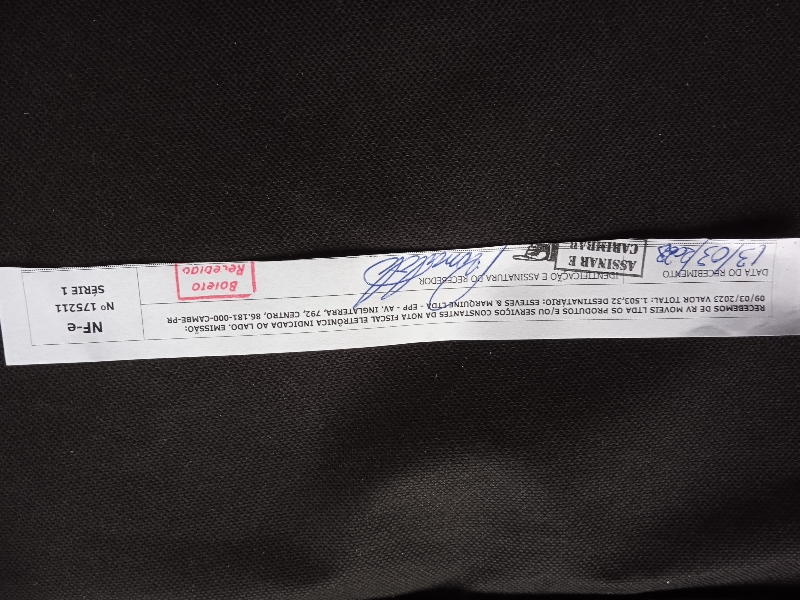 RECEBEMOS DE RV MOVEIS LTDA OS PRODUTOS E/OU SERVIÇOS CONSTANTES DA NOTA FISCAL ELETRÔNICA INDICADA AO LADO. EMISSÃO:
09/03/2023 VALOR TOTAL: 1.503,32 DESTINATÁRIO: ESTEVES & MARQUINE LTDA - EPP - AV. INGLATERRA, 792, CENTRO, 86.181-000-CAMBE-PR
NF-e
Nº 175211
SÉRIE 1
DATA DO RECEBIMENTO
13/03/2023
IDENTIFICAÇÃO E ASSINATURA DO RECEBEDOR
ASSINAR E
CARIMBAR
Boleto
Recebido